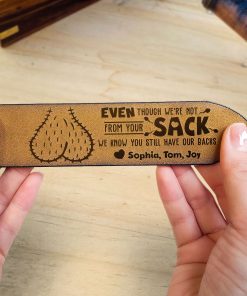 EVEN THOUGH WE'RE NOT
FROM YOUR SACK
WE KNOW YOU STILL HAVE OUR BACKS
Sophia, Tom, Joy